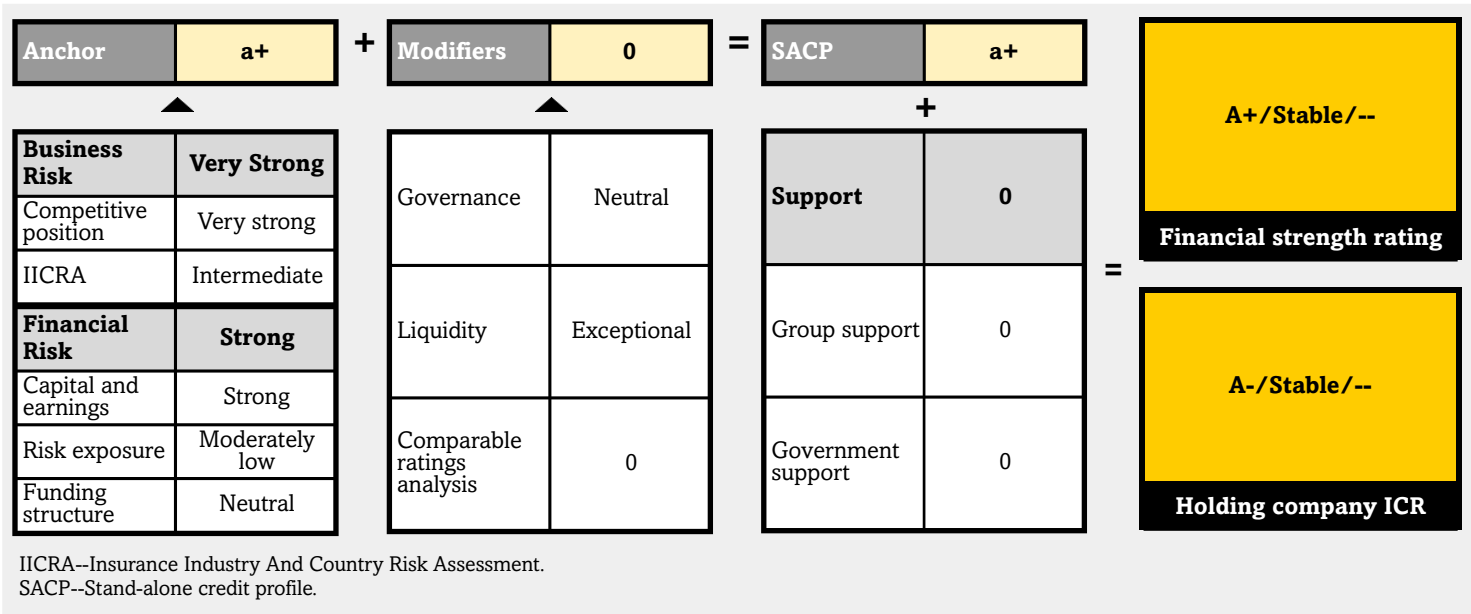 Anchor a+ + Modifiers 0 = SACP a+
+
Business
Risk
Very Strong
Competitive
position
Very strong
IICRA Intermediate
Financial
Risk
Strong
Capital and
earnings
Strong
Risk exposure
Moderately
low
Funding
structure
Neutral
Governance Neutral
Liquidity Exceptional
Comparable
ratings
analysis
0
Support 0
Group support 0
Government
support
0
=
A+/Stable/--
Financial strength rating
A-/Stable/--
Holding company ICR
IICRA--Insurance Industry And Country Risk Assessment.
SACP--Stand-alone credit profile.